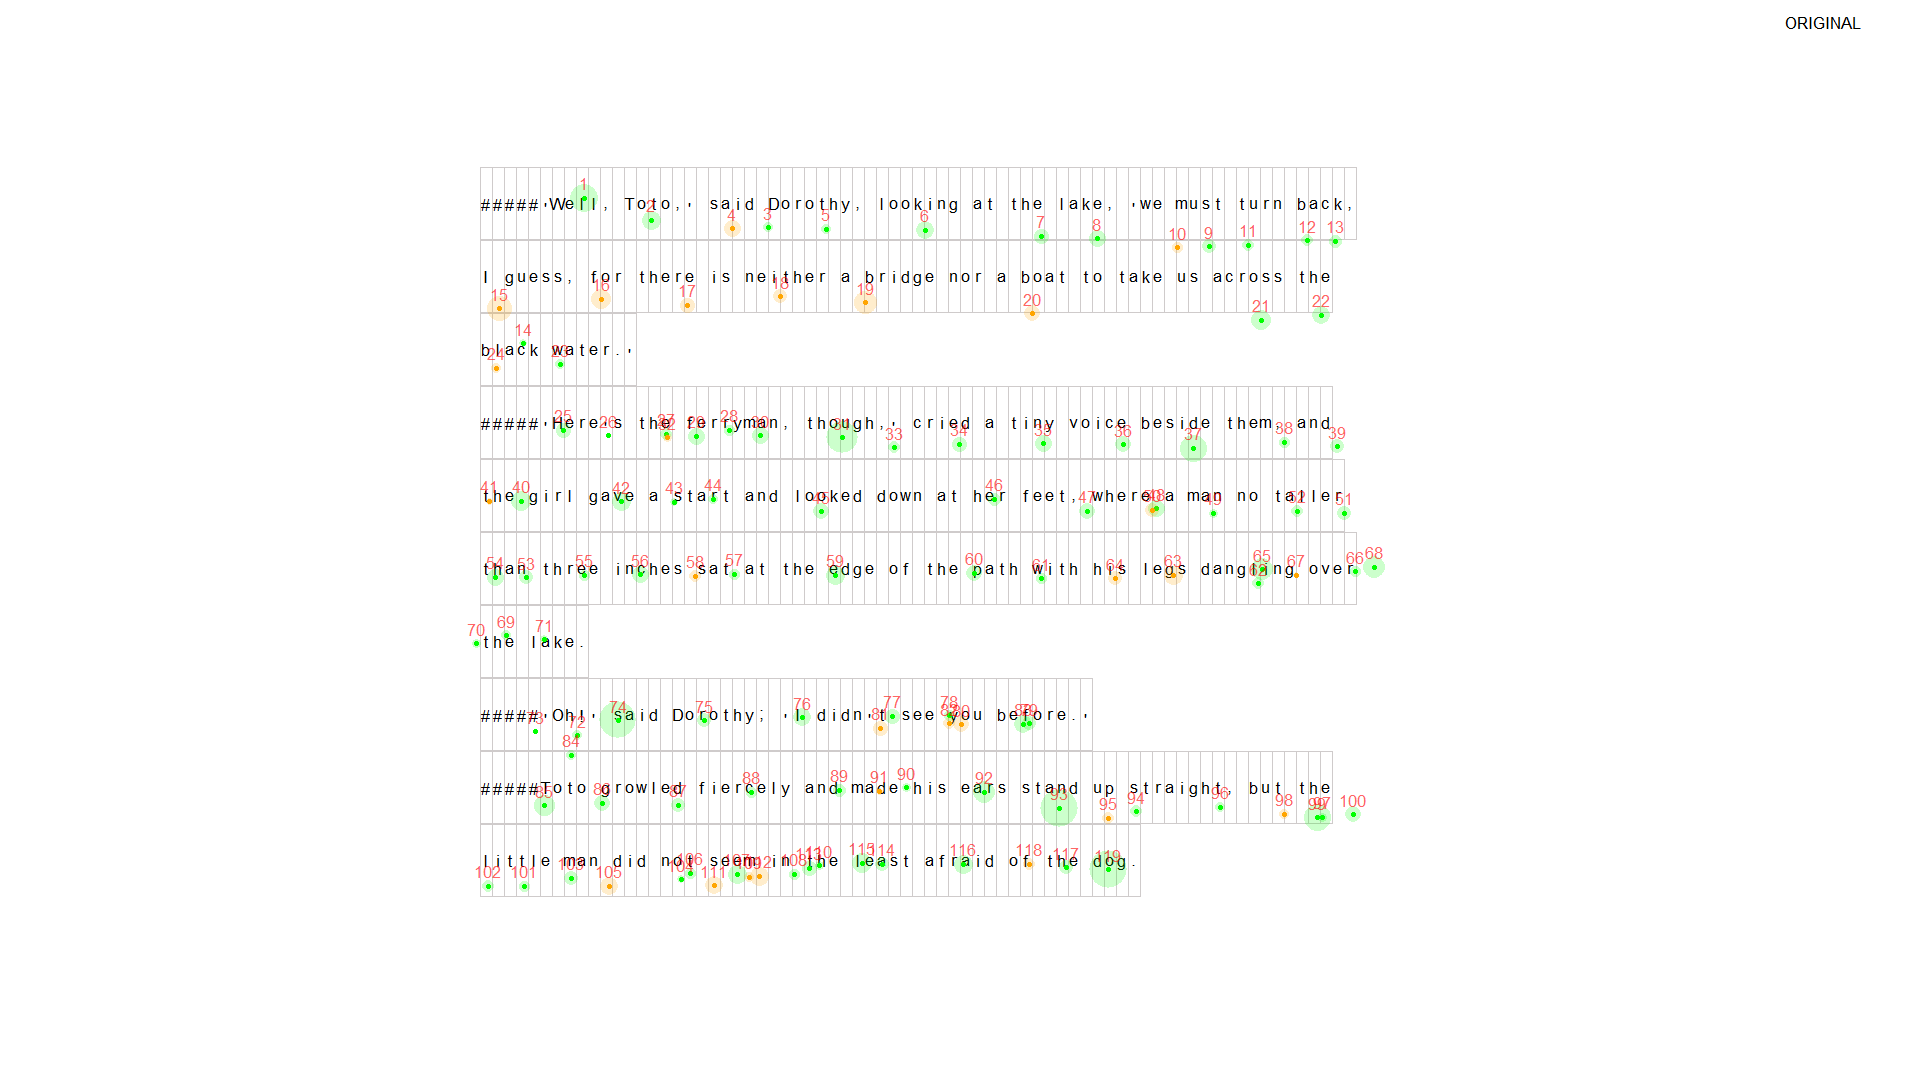 ORIGINAL
#####'Well, Toto,' said Dorothy, looking at the lake, 'we must turn back,
I guess, for there is neither a bridge nor a boat to take us across the
black water.'
#####'Here's the ferryman, though,' cried a tiny voice beside them, and
the girl gave a start and looked down at her feet, where a man no taller
than three inches sat at the edge of the path with his legs dangling over
the lake.
#####'Oh!' said Dorothy; 'I didn't see you before.'
#####Toto growled fiercely and made his ears stand up straight, but the
little man did not seem in the least afraid of the dog.